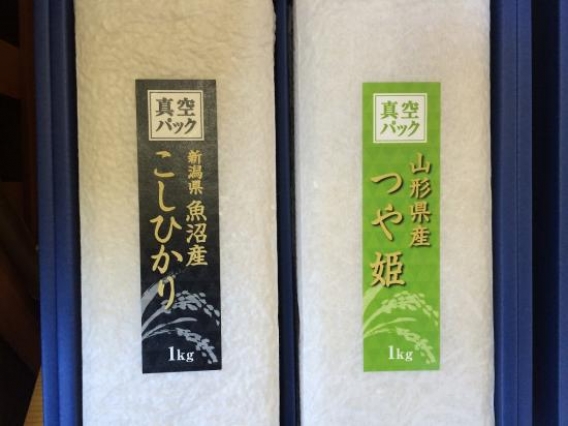 真空
パック
新潟県 魚沼産
こしひかり
1kg
真空
パック
山形県産
つや姫
1kg